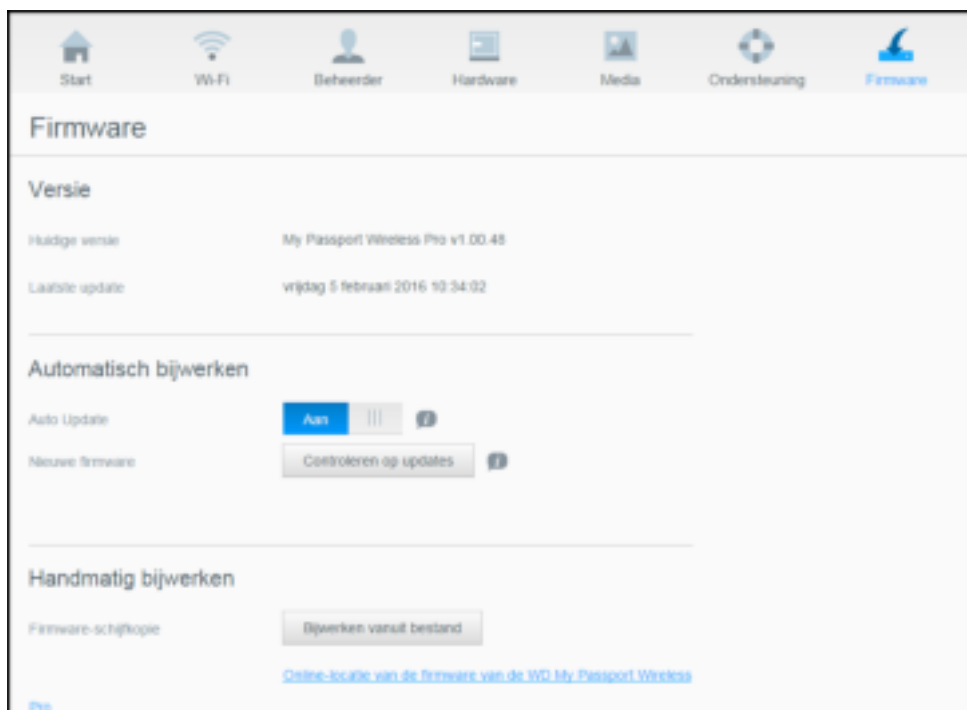 Start Wi-Fi Beheerder Hardware Media Ondersteuning Firmware
Firmware
Versie
Huidige versie My Passport Wireless Pro v1.00.48
Laatste update vrijdag 5 februari 2016 10:34:02
Automatisch bijwerken
Auto Update Aan
Nieuwe firmware Controleren op updates
Handmatig bijwerken
Firmware-schijfkopie Bijwerken vanuit bestand
Online-locatie van de firmware van de WD My Passport Wireless
Pro